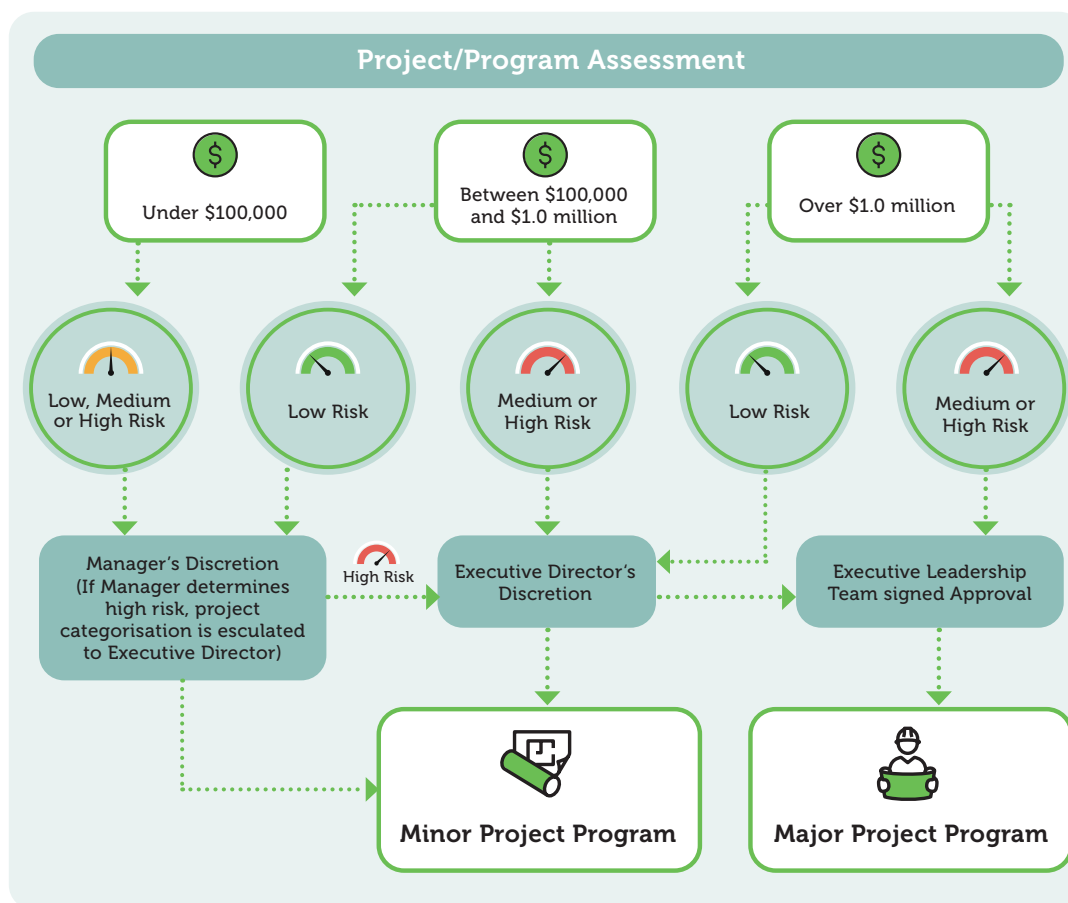 Project/Program Assessment
$
Under $100,000
$
Between $100,000
and $1.0 million
$
Over $1.0 million
Low, Medium
or High Risk
Low Risk
Medium or
High Risk
Low Risk
Medium or
High Risk
Manager's Discretion
(If Manager determines
high risk, project
categorisation is esculated
to Executive Director)
High Risk
Executive Director's
Discretion
Executive Leadership
Team signed Approval
Minor Project Program
Major Project Program